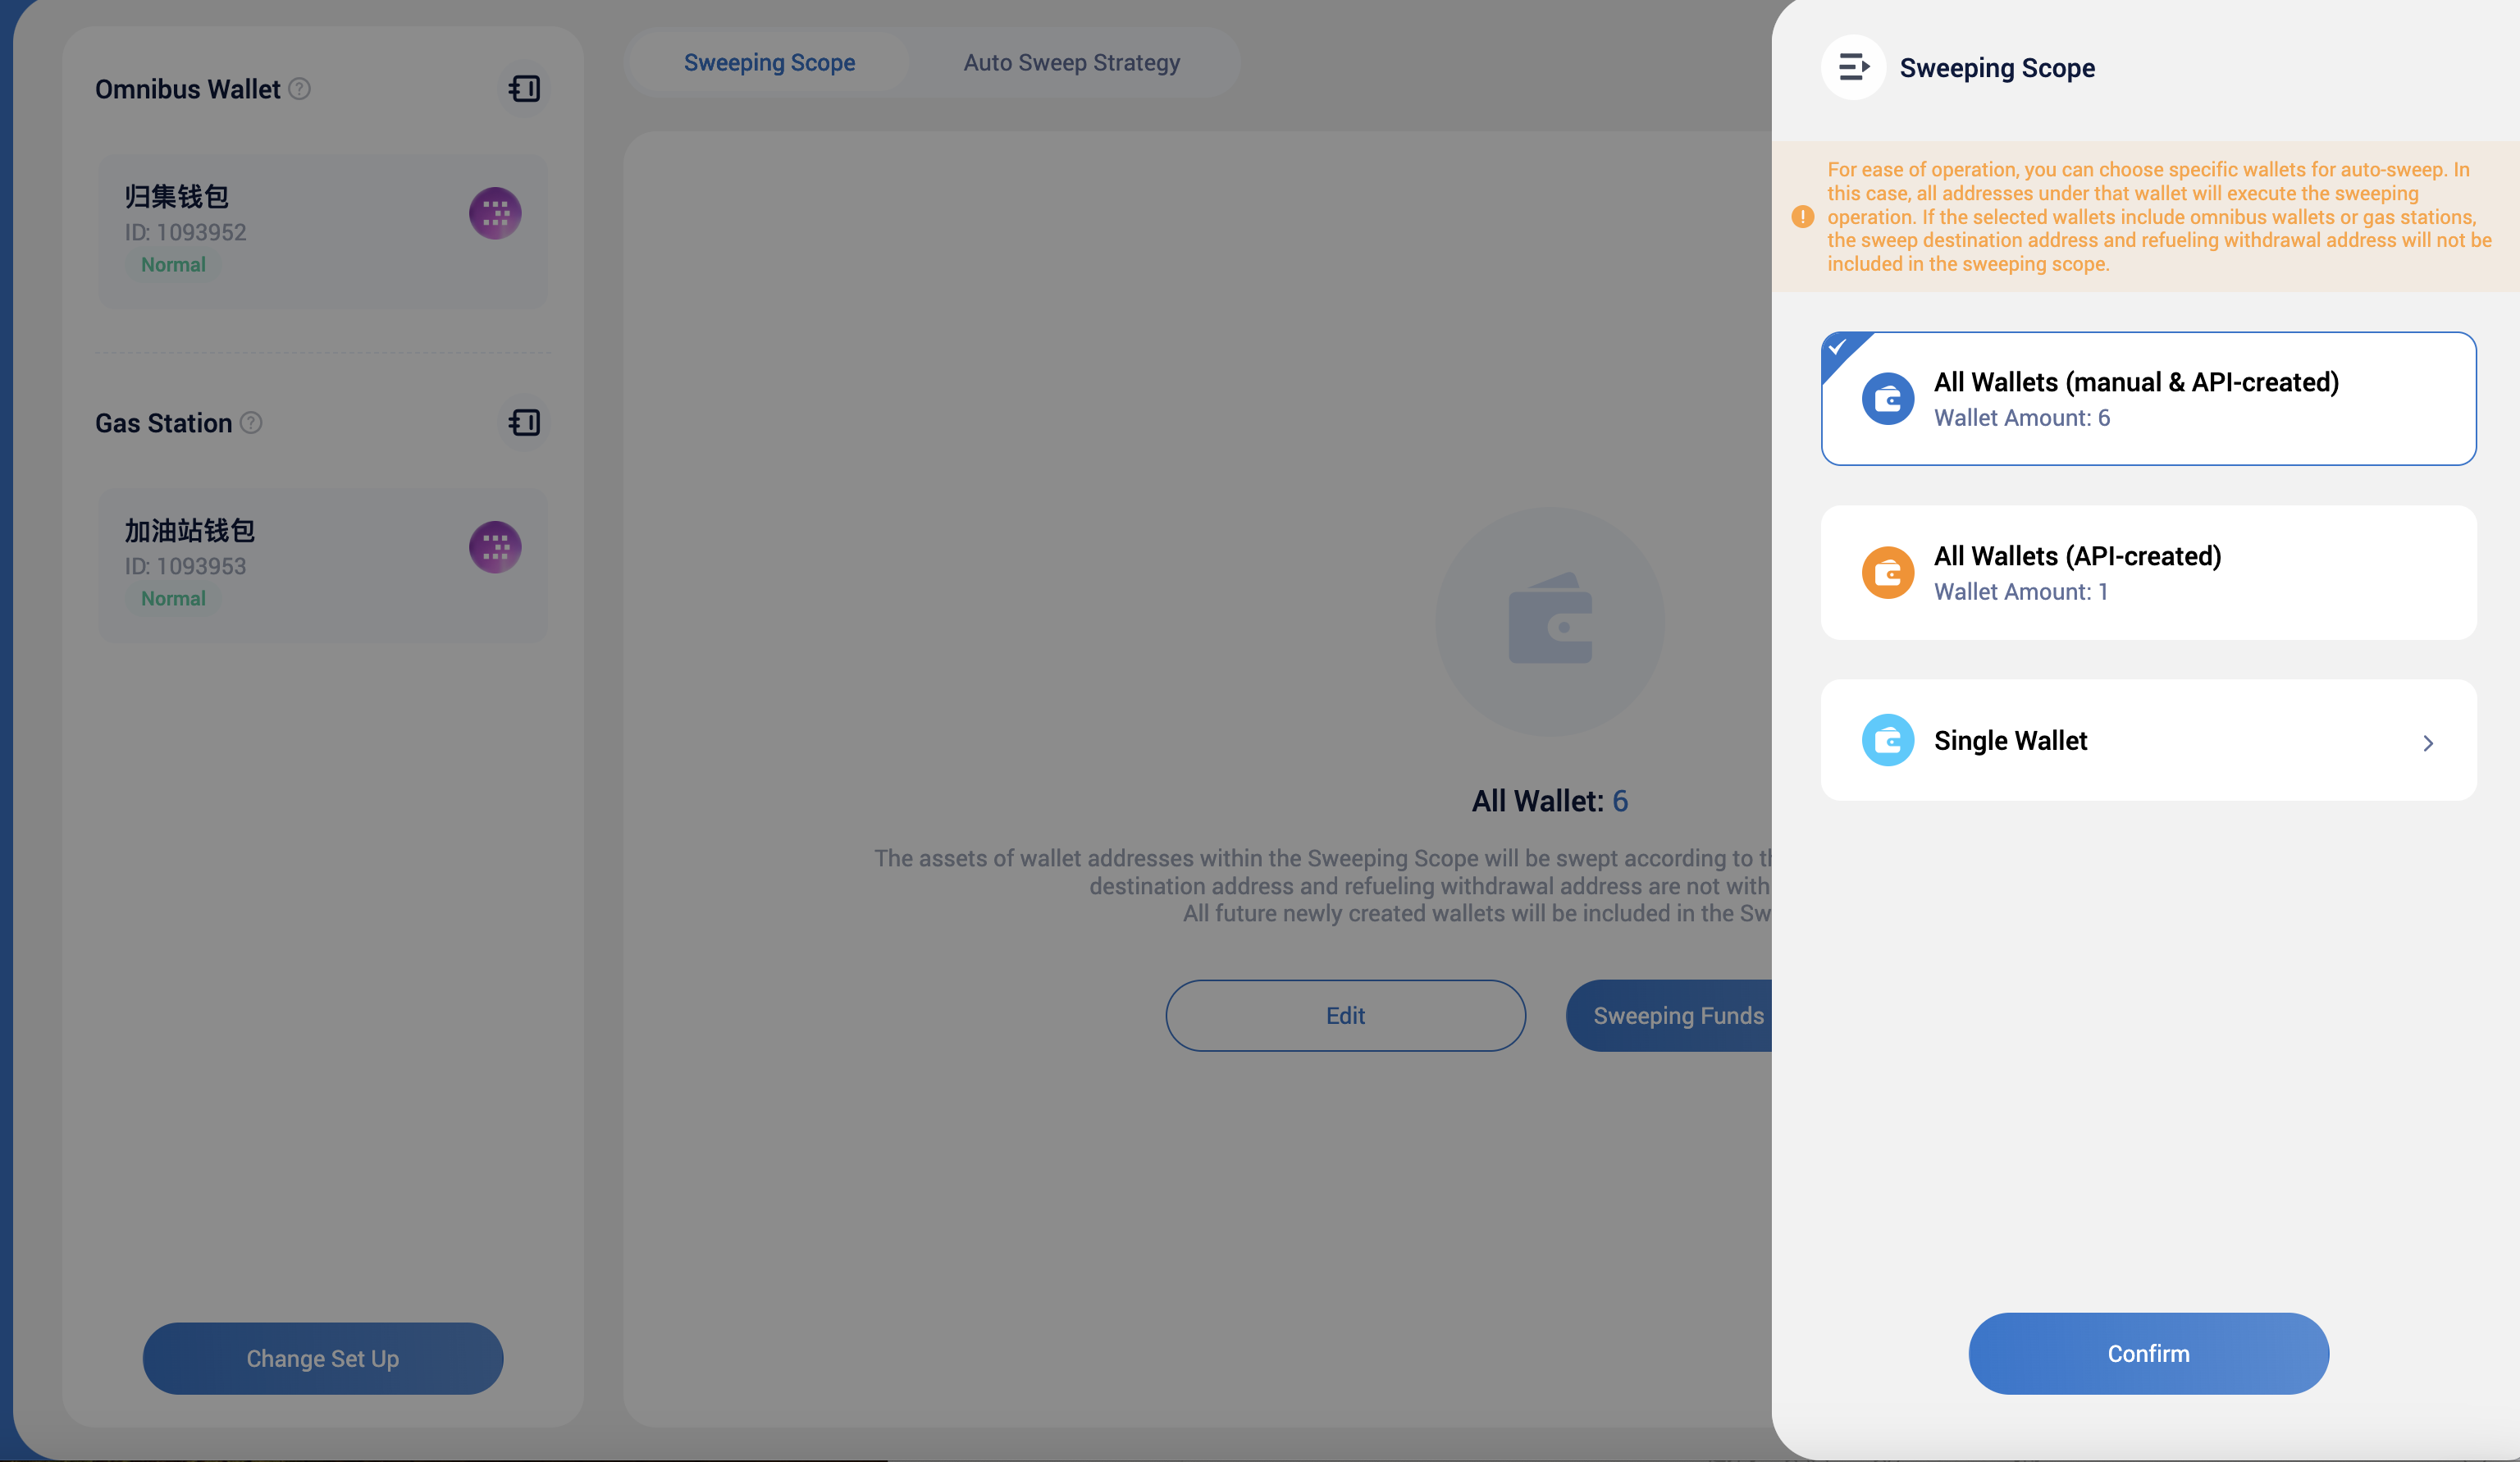 Omnibus Wallet
归集钱包
ID: 1093952
Normal
Gas Station
加油站钱包
ID: 1093953
Normal
Change Set Up
Sweeping Scope
Auto Sweep Strategy
All Wallet: 6
The assets of wallet addresses within the Sweeping Scope will be swept according to
destination address and refueling withdrawal address are not
All future newly created wallets will be included in the
Edit
Sweeping Funds
Sweeping Scope
For ease of operation, you can choose specific wallets for auto-sweep. In
this case, all addresses under that wallet will execute the sweeping
operation. If the selected wallets include omnibus wallets or gas stations,
the sweep destination address and refueling withdrawal address will not be
included in the sweeping scope.
All Wallets (manual & API-created)
Wallet Amount: 6
All Wallets (API-created)
Wallet Amount: 1
Single Wallet
Confirm